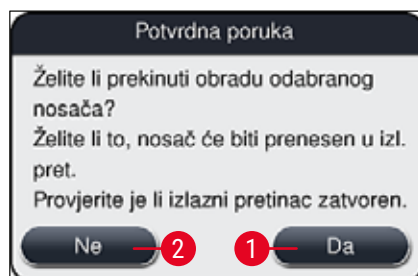 Potvrdna poruka
Želite li prekinuti obradu odabranog
nosača?
Želite li to, nosač će biti prenesen u izl.
pret.
Provjerite je li izlazni pretinac zatvoren.
Ne 2 1 Da